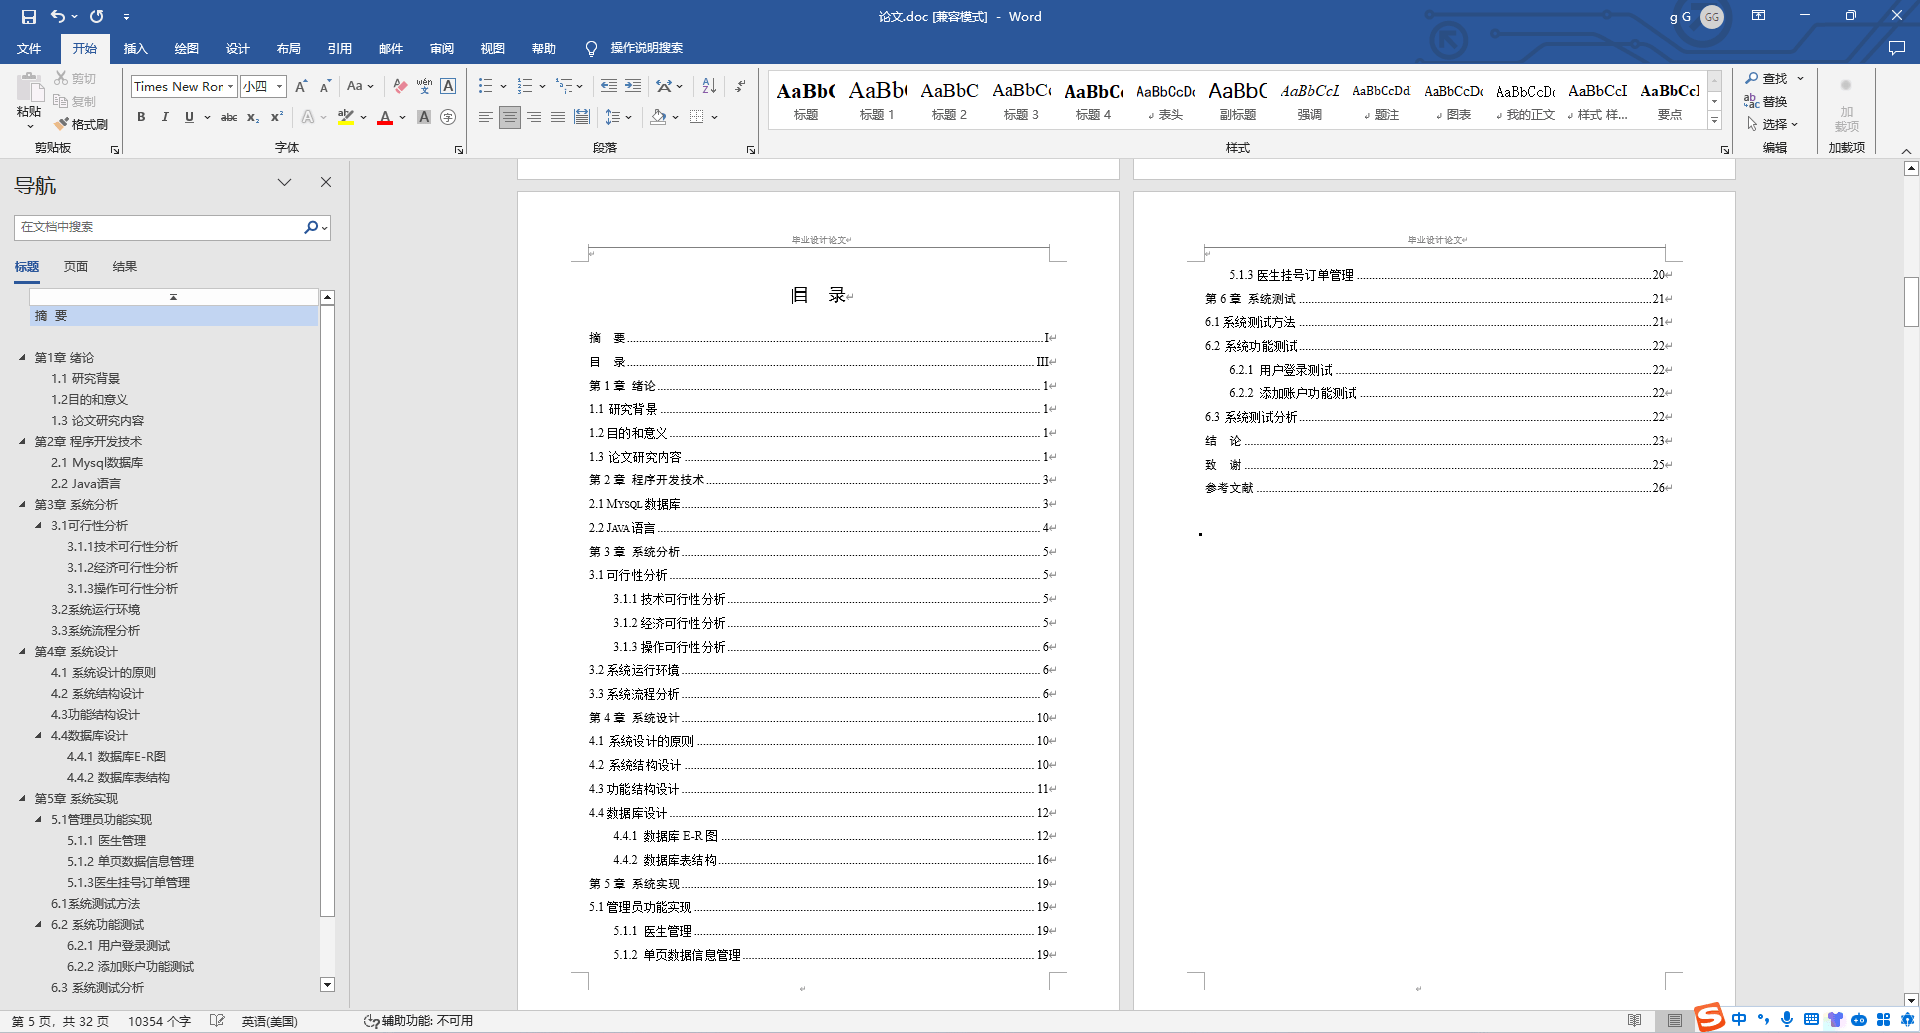 论文.doc [兼容模式] - Word
g G
GG
文件 开始 插入 绘图 设计 布局 引用 邮件 审阅 视图 帮助 操作说明搜索
粘贴
剪切
复制
格式刷
剪贴板
Times New Ror
小四
Aa
wén
文
A
B I U abc x₂ x² A aby A A 字
字体
段落
AaBb( 标题
AaBb( 标题 1
AaBbC 标题 2
AaBbC 标题 3
AaBbC 标题 4
AaBbCcDc 表头
AaBbC 副标题
AaBbCcL 强调
AaBbCcDd 题注
AaBbCcDc 图表
AaBbCcDc 我的正文
AaBbCcI 样式 样...
AaBbCcI 要点
样式
查找
替换
选择
编辑
加
载项
加载项
导航
在文档中搜索
标题 页面 结果
摘 要
第1章 绪论
1.1 研究背景
1.2目的和意义
1.3 论文研究内容
第2章 程序开发技术
2.1 Mysql数据库
2.2 Java语言
第3章 系统分析
3.1可行性分析
3.1.1技术可行性分析
3.1.2经济可行性分析
3.1.3操作可行性分析
3.2系统运行环境
3.3系统流程分析
第4章 系统设计
4.1 系统设计的原则
4.2 系统结构设计
4.3功能结构设计
4.4数据库设计
4.4.1 数据库E-R图
4.4.2 数据库表结构
第5章 系统实现
5.1管理员功能实现
5.1.1 医生管理
5.1.2 单页数据信息管理
5.1.3医生挂号订单管理
6.1系统测试方法
6.2 系统功能测试
6.2.1 用户登录测试
6.2.2 添加账户功能测试
6.3 系统测试分析
毕业设计论文
目 录
摘 要 I
目 录 III
第 1 章 绪论 1
1.1 研究背景 1
1.2 目的和意义 1
1.3 论文研究内容 1
第 2 章 程序开发技术 3
2.1 MYSQL 数据库 3
2.2 JAVA 语言 4
第 3 章 系统分析 5
3.1 可行性分析 5
3.1.1 技术可行性分析 5
3.1.2 经济可行性分析 5
3.1.3 操作可行性分析 6
3.2 系统运行环境 6
3.3 系统流程分析 6
第 4 章 系统设计 10
4.1 系统设计的原则 10
4.2 系统结构设计 10
4.3 功能结构设计 11
4.4 数据库设计 12
4.4.1 数据库 E-R 图 12
4.4.2 数据库表结构 16
第 5 章 系统实现 19
5.1 管理员功能实现 19
5.1.1 医生管理 19
5.1.2 单页数据信息管理 19
毕业设计论文
5.1.3 医生挂号订单管理 20
第 6 章 系统测试 21
6.1 系统测试方法 21
6.2 系统功能测试 22
6.2.1 用户登录测试 22
6.2.2 添加账户功能测试 22
6.3 系统测试分析 22
结 论 23
致 谢 25
参考文献 26
第 5 页, 共 32 页 10354 个字 英语(美国) 辅助功能: 不可用
中